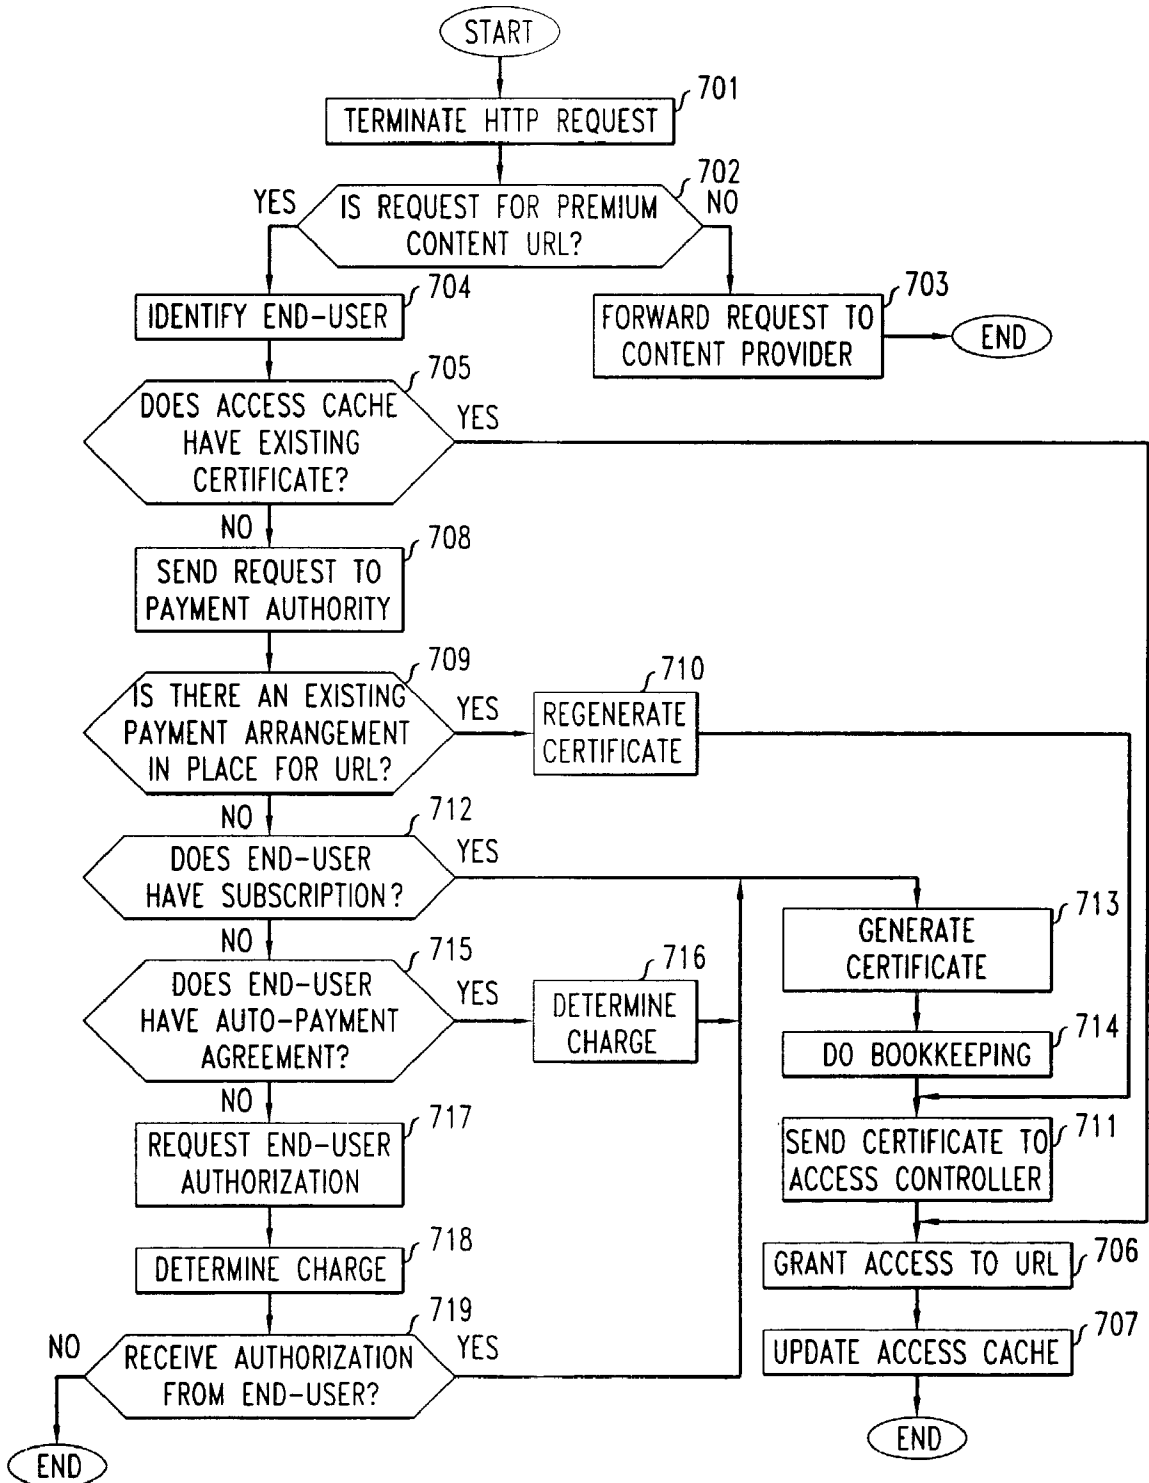 START
701
TERMINATE HTTP REQUEST
702
YES
IS REQUEST FOR PREMIUM
CONTENT URL?
NO
704
IDENTIFY END-USER
703
FORWARD REQUEST TO
CONTENT PROVIDER
END
705
DOES ACCESS CACHE
HAVE EXISTING
CERTIFICATE?
YES
NO
708
SEND REQUEST TO
PAYMENT AUTHORITY
709
IS THERE AN EXISTING
PAYMENT ARRANGEMENT
IN PLACE FOR URL?
YES
710
REGENERATE
CERTIFICATE
NO
712
DOES END-USER
HAVE SUBSCRIPTION?
YES
713
GENERATE
CERTIFICATE
NO
715
DOES END-USER
HAVE AUTO-PAYMENT
AGREEMENT?
YES
716
DETERMINE
CHARGE
714
DO BOOKKEEPING
NO
717
REQUEST END-USER
AUTHORIZATION
711
SEND CERTIFICATE TO
ACCESS CONTROLLER
718
DETERMINE CHARGE
706
GRANT ACCESS TO URL
719
NO
RECEIVE AUTHORIZATION
FROM END-USER?
YES
707
UPDATE ACCESS CACHE
END
END